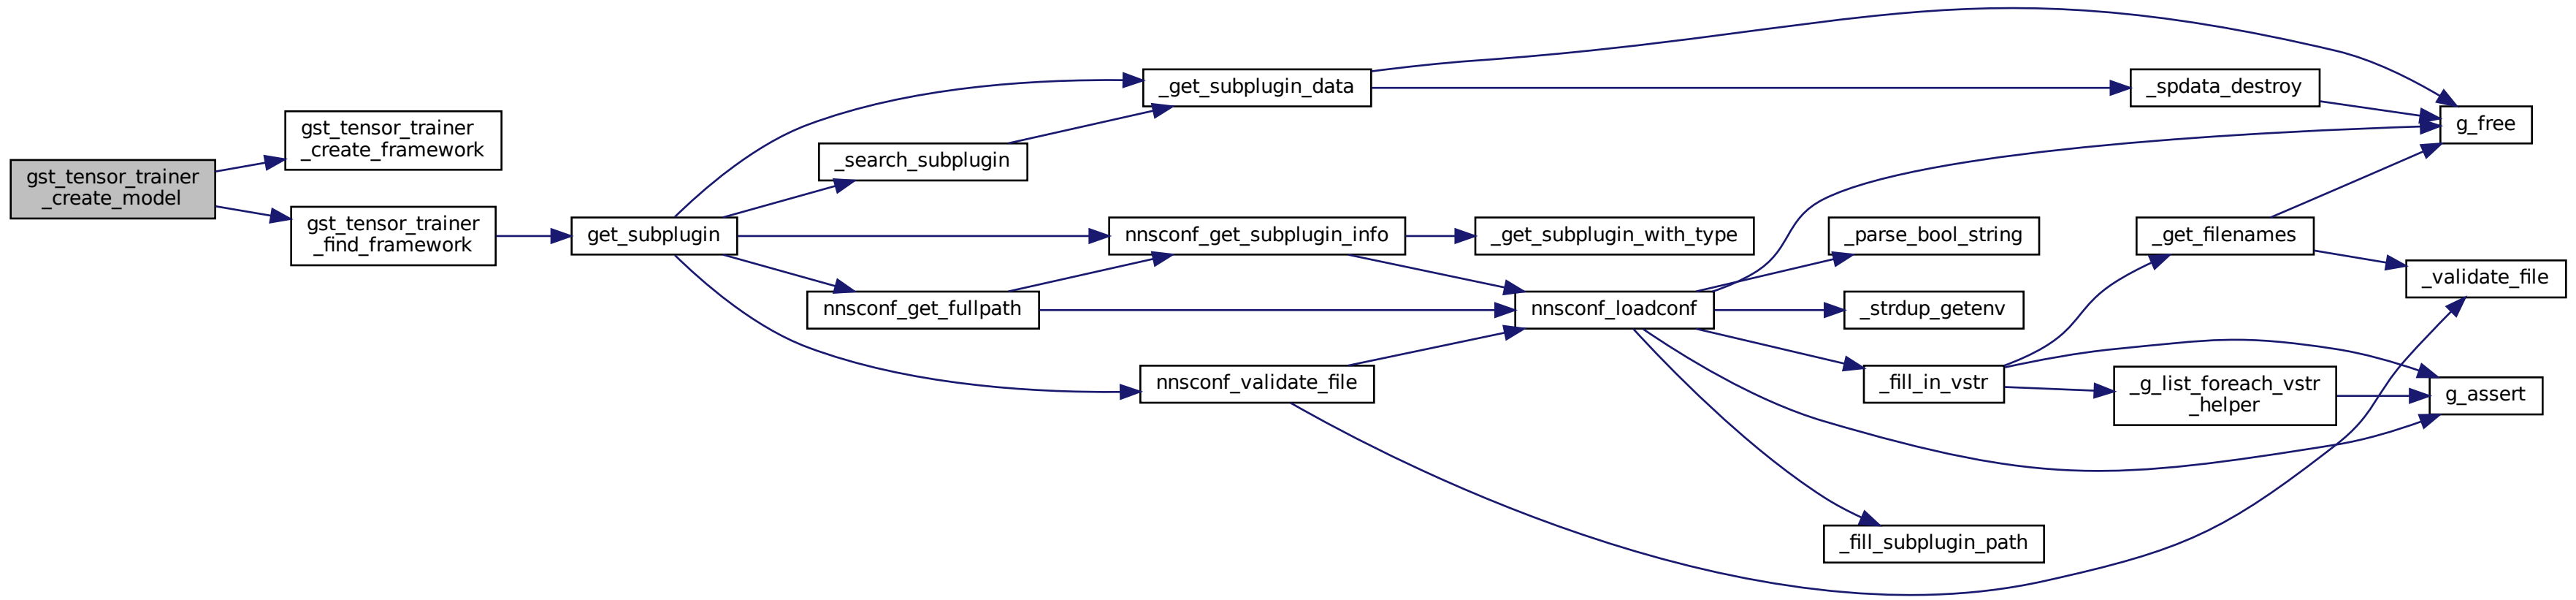 gst_tensor_trainer
_create_model
gst_tensor_trainer
_create_framework
gst_tensor_trainer
_find_framework
get_subplugin
_get_subplugin_data
_search_subplugin
nnsconf_get_subplugin_info
nnsconf_get_fullpath
nnsconf_validate_file
_get_subplugin_with_type
nnsconf_loadconf
_spdata_destroy
g_free
_parse_bool_string
_strdup_getenv
_fill_in_vstr
_fill_subplugin_path
_get_filenames
_validate_file
_g_list_foreach_vstr
_helper
g_assert